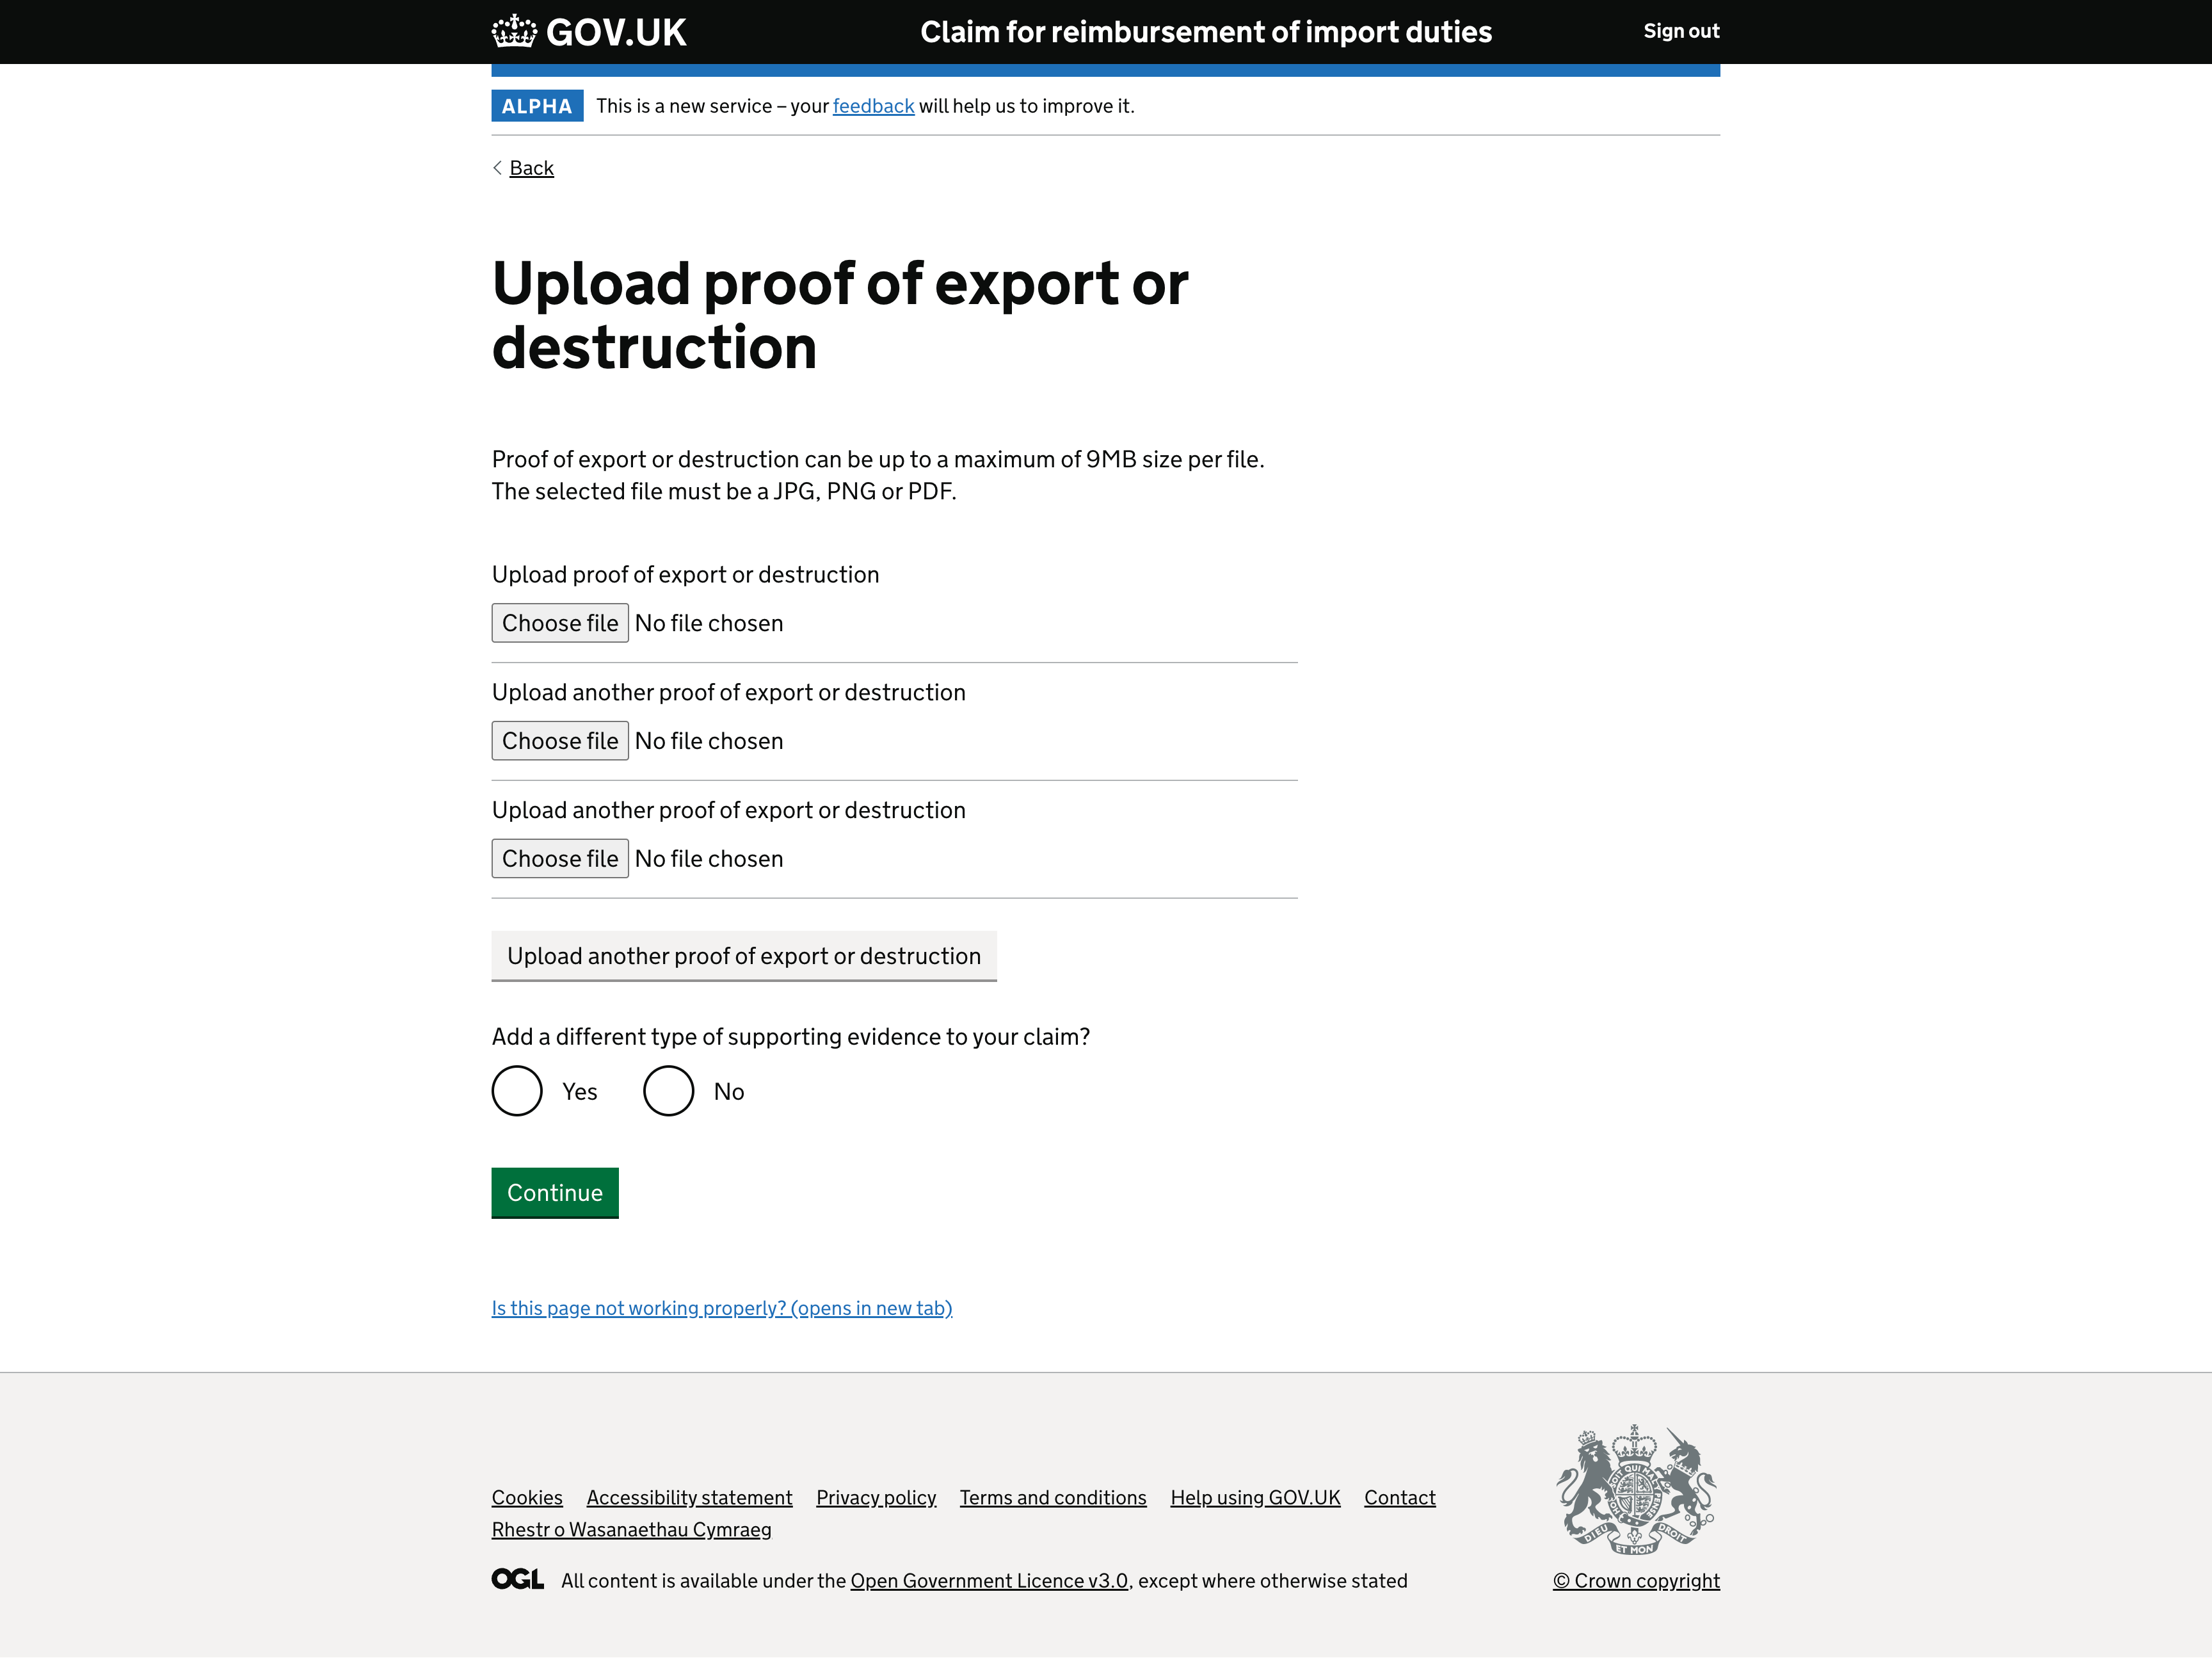 GOV.UK
Claim for reimbursement of import duties
Sign out
ALPHA
This is a new service – your feedback will help us to improve it.
Back
Upload proof of export or
destruction
Proof of export or destruction can be up to a maximum of 9MB size per file.
The selected file must be a JPG, PNG or PDF.
Upload proof of export or destruction
Choose file No file chosen
Upload another proof of export or destruction
Choose file No file chosen
Upload another proof of export or destruction
Choose file No file chosen
Upload another proof of export or destruction
Add a different type of supporting evidence to your claim?
Yes No
Continue
Is this page not working properly? (opens in new tab)
Cookies Accessibility statement Privacy policy Terms and conditions Help using GOV.UK Contact
Rhestr o Wasanaethau Cymraeg
DIEU ET MON DROIT
OGL All content is available under the Open Government Licence v3.0, except where otherwise stated
© Crown copyright